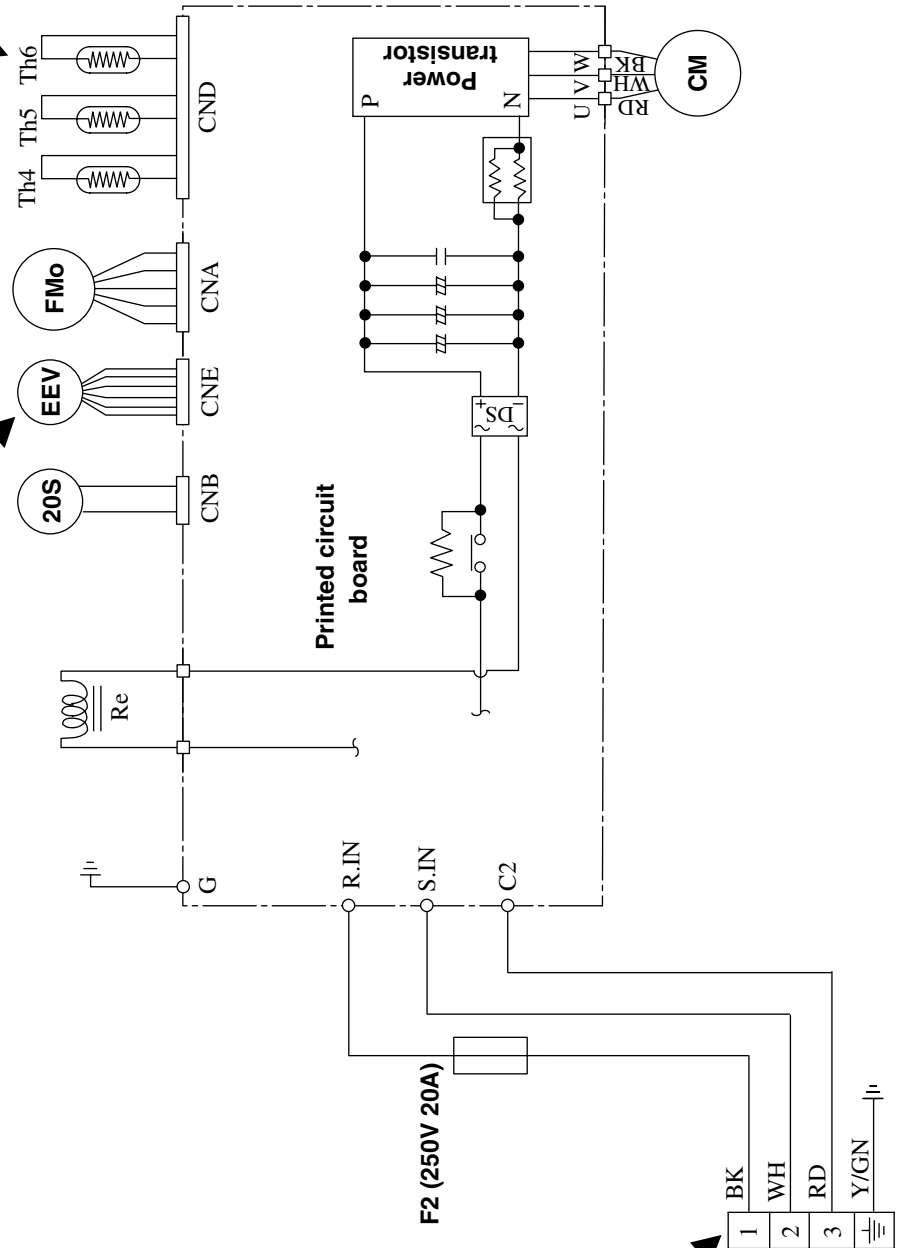 Th6
Th5
Th4
CND
FMo
CNA
EEV
CNE
20S
CNB
Re
G
Power
transistor
P
N
U
V
W
RD
WH
BK
CM
DS
+
−
~
~
Printed circuit
board
R.IN
S.IN
C2
F2 (250V 20A)
1
BK
2
WH
3
RD
Y/GN